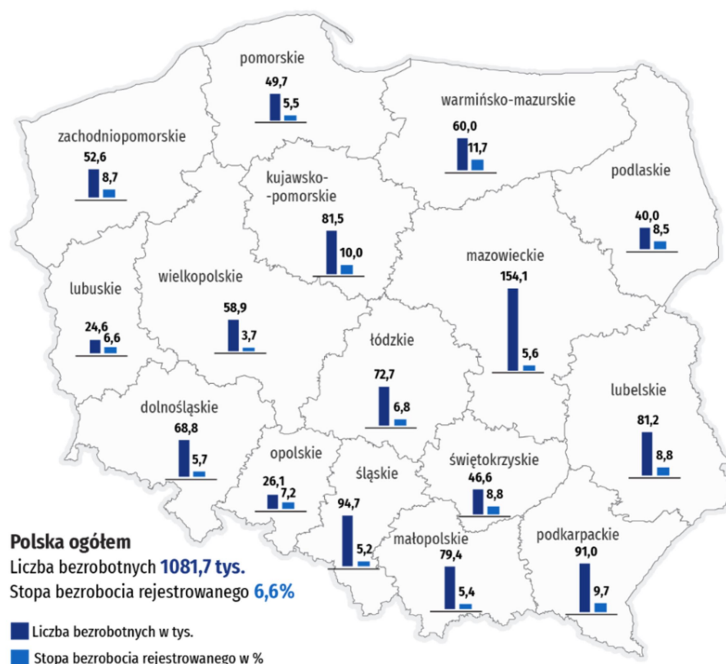 pomorskie
49,7
5,5
warmińsko-mazurskie
60,0
11,7
zachodniopomorskie
52,6
8,7
kujawsko-
-pomorskie
81,5
10,0
podlaskie
40,0
8,5
mazowieckie
154,1
5,6
wielkopolskie
58,9
3,7
lubuskie
24,6
6,6
łódzkie
72,7
6,8
lubelskie
81,2
8,8
dolnośląskie
68,8
5,7
opolskie
26,1
7,2
śląskie
94,7
5,2
świętokrzyskie
46,6
8,8
małopolskie
79,4
5,4
podkarpackie
91,0
9,7
Polska ogółem
Liczba bezrobotnych 1081,7 tys.
Stopa bezrobocia rejestrowanego 6,6%
Liczba bezrobotnych w tys.
Stopa bezrobocia rejestrowanego w %